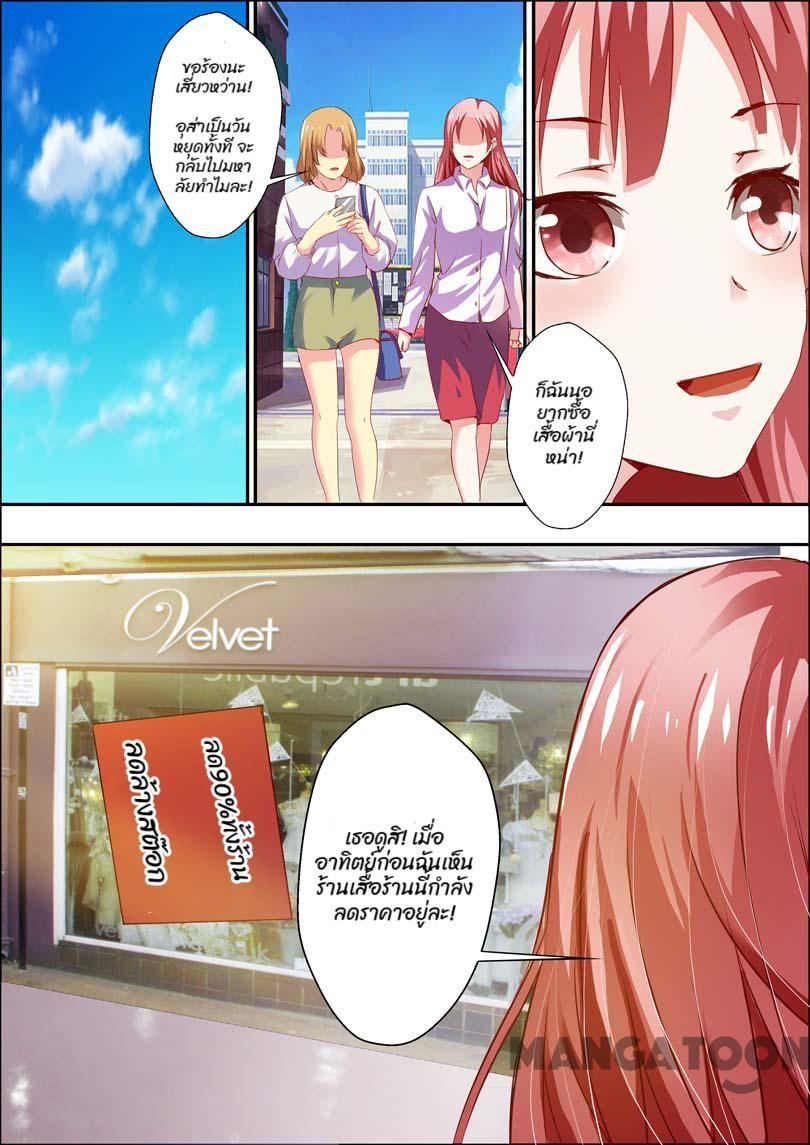 ขอร้องนะ
เสี่ยวหว่าน!
อุส่าเป็นวัน
หยุดทั้งที จะ
กลับไปมหา
ลัยทำไมละ!
ก็ฉันนอ
ยากซื้อ
เสื้อผ้านี่
หน่า!
Velvet
ลด90%ทั้งร้าน
ลดล้างสต๊อก
เธอดูสิ! เมื่อ
อาทิตย์ก่อนฉันเห็น
ร้านเสื้อร้านนี้กำลัง
ลดราคาอยู่ละ!
MANGATOON